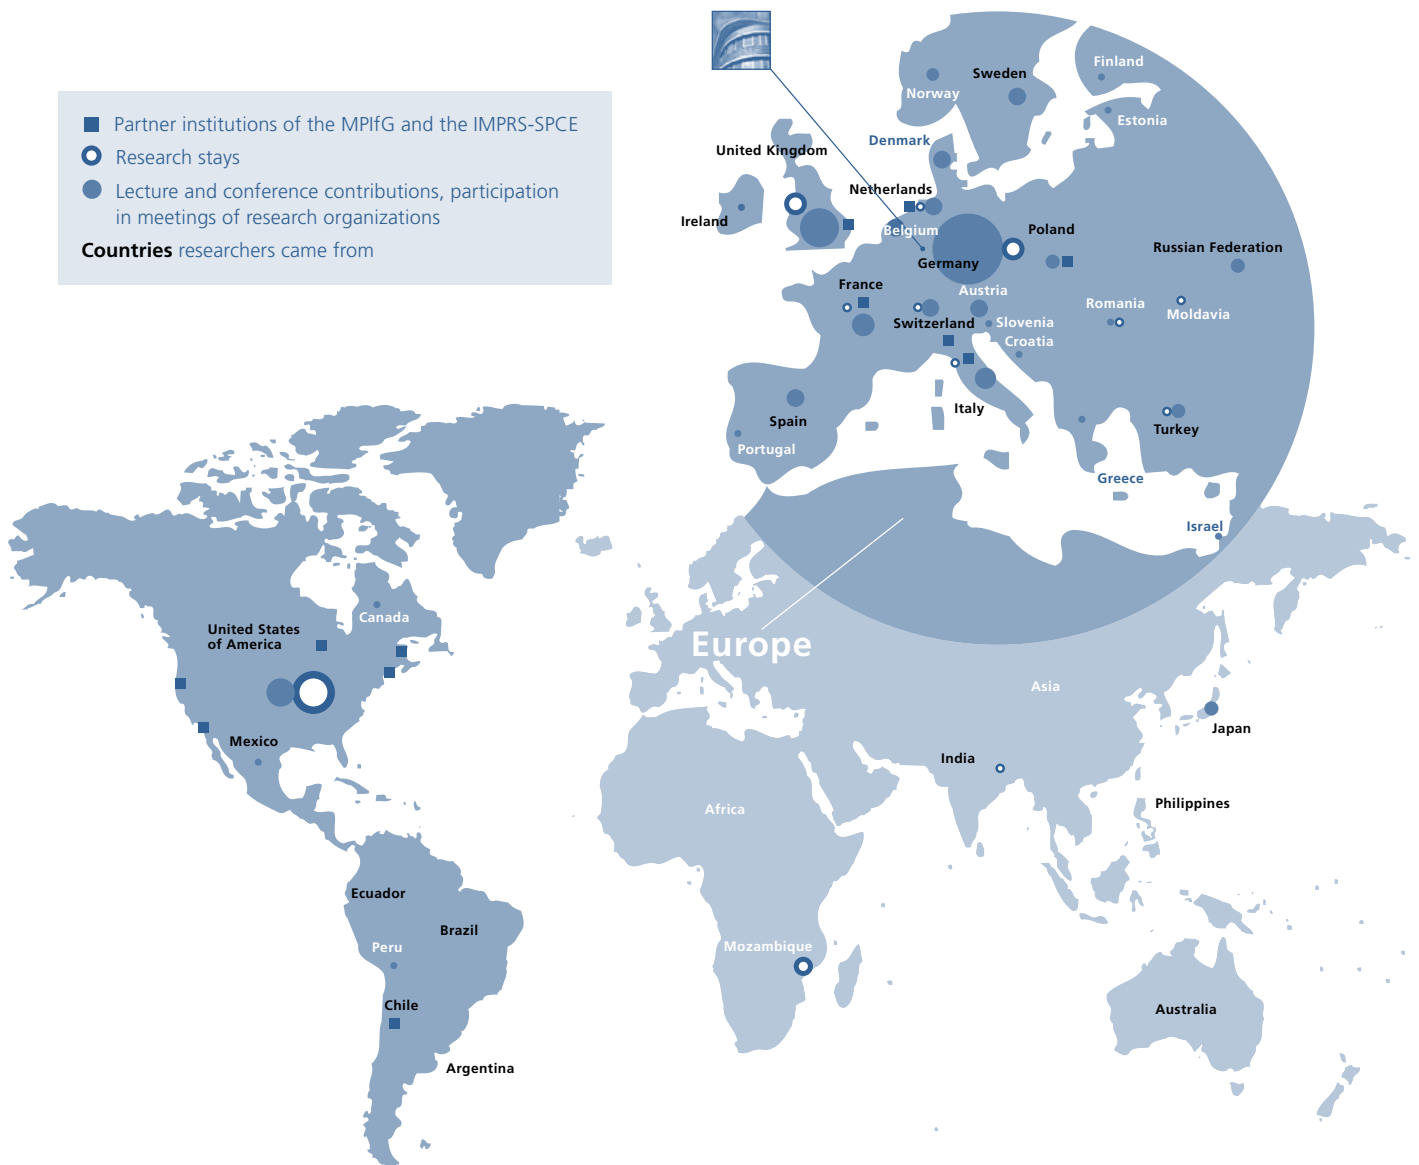 Partner institutions of the MPIfG and the IMPRS-SPCE
Research stays
Lecture and conference contributions, participation
in meetings of research organizations
Countries researchers came from
Finland
Sweden
Norway
Estonia
Denmark
United Kingdom
Netherlands
Ireland
Belgium
Poland
Russian Federation
Germany
France
Austria
Romania
Moldavia
Switzerland
Slovenia
Croatia
Italy
Spain
Turkey
Portugal
Greece
Israel
Canada
United States
of America
Europe
Asia
Mexico
Japan
India
Philippines
Africa
Ecuador
Brazil
Peru
Mozambique
Chile
Australia
Argentina